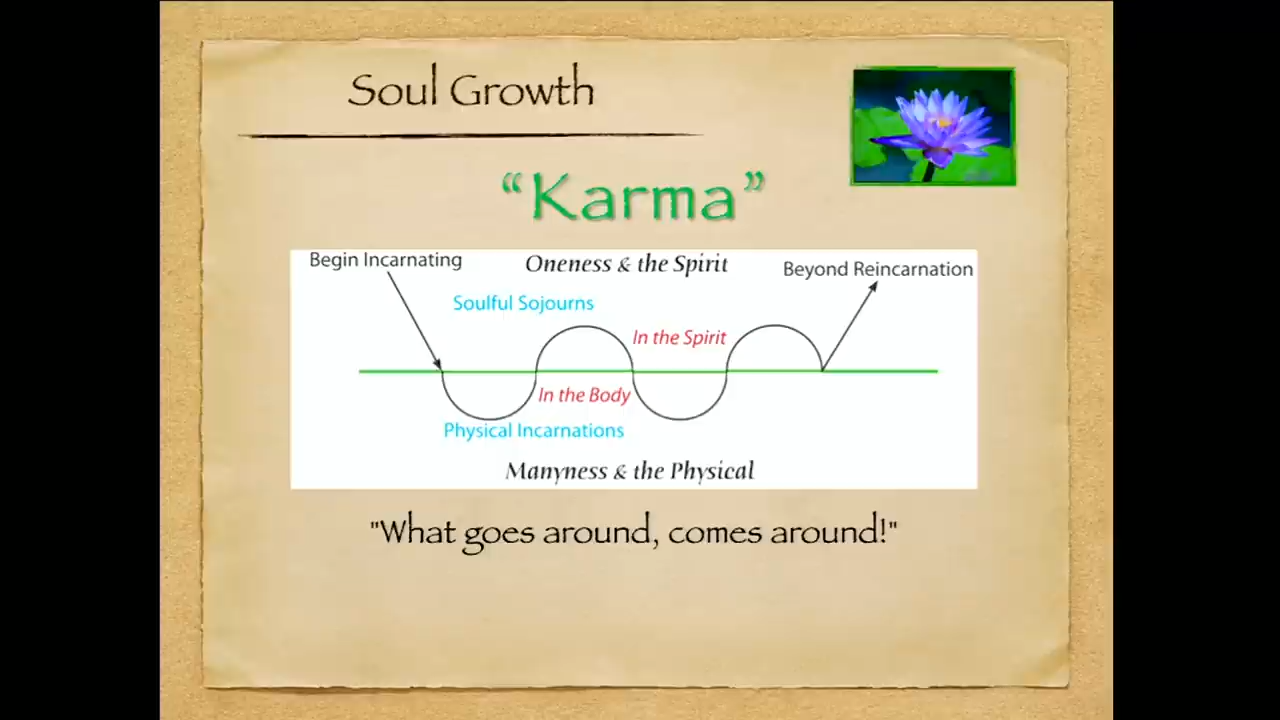 Soul Growth
“Karma”
Begin Incarnating
Oneness & the Spirit
Beyond Reincarnation
Soulful Sojourns
In the Spirit
In the Body
Physical Incarnations
Manyness & the Physical
"What goes around, comes around!"